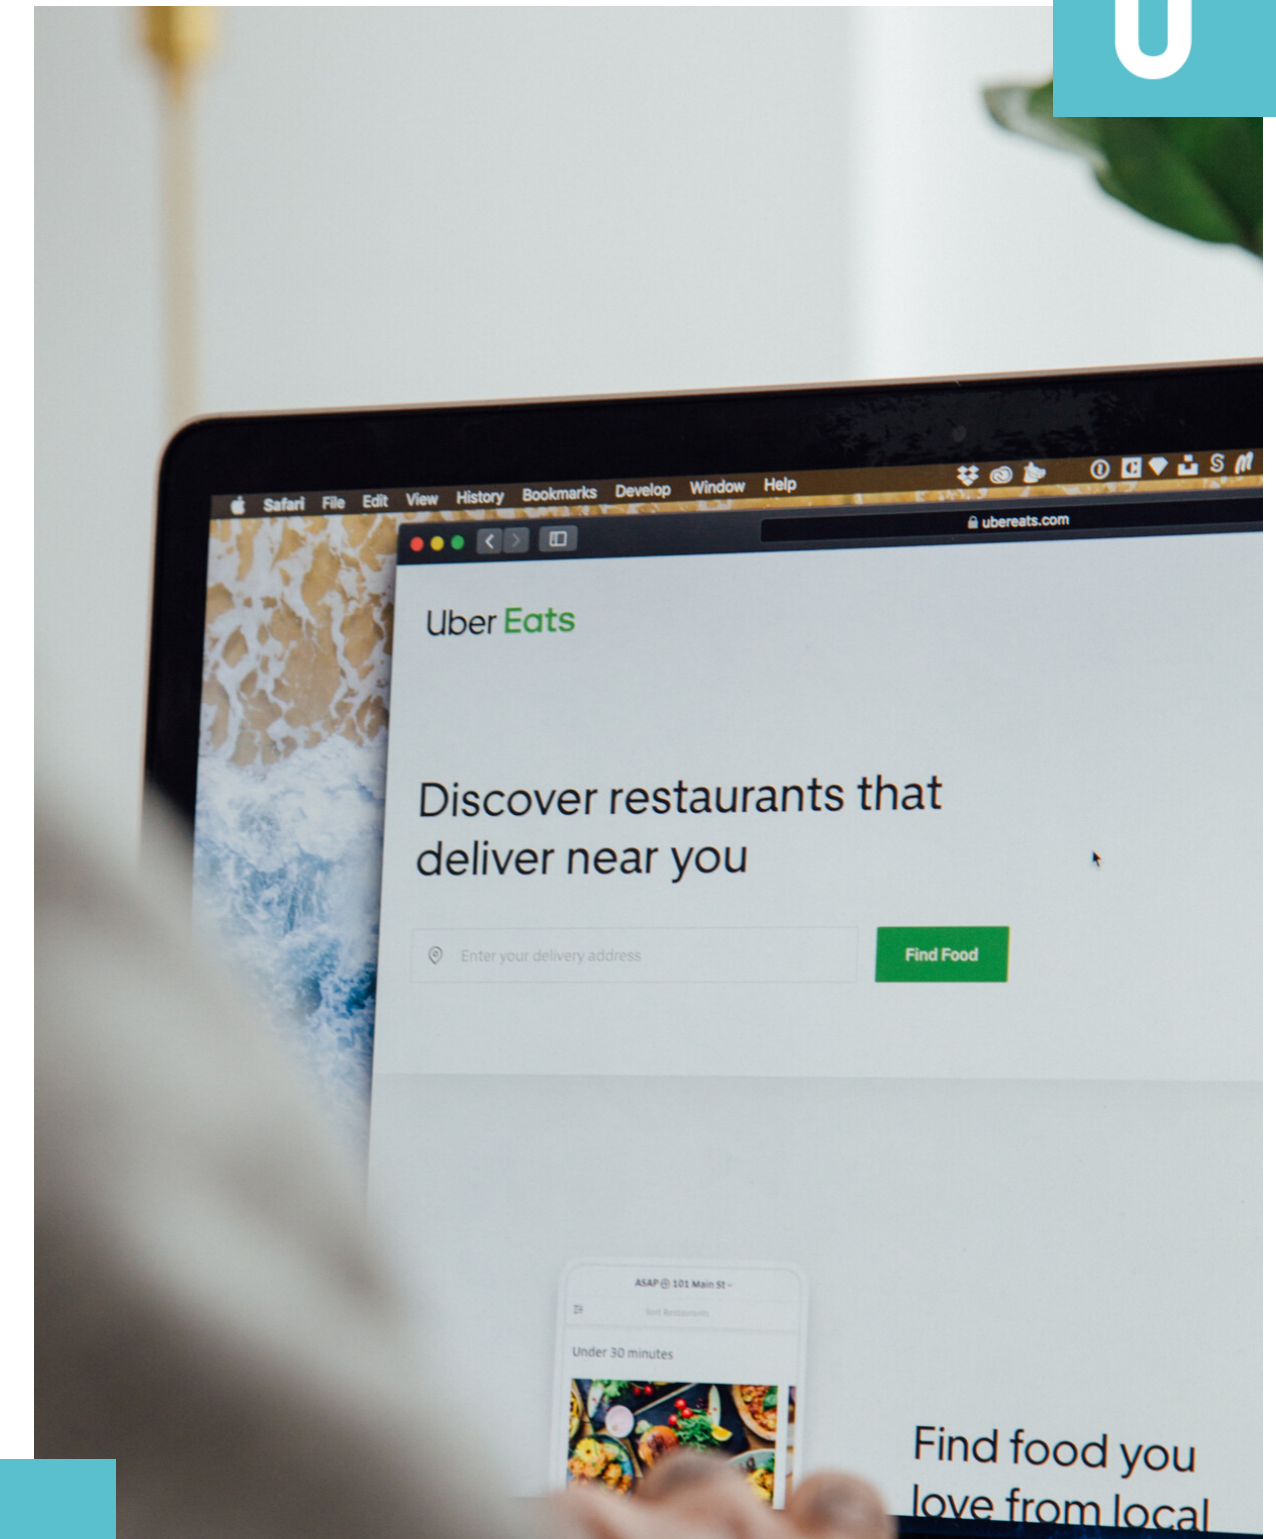 U
Safari File Edit View History Bookmarks Develop Window Help
ubereats.com
Uber Eats
Discover restaurants that
deliver near you
Enter your delivery address
Find Food
ASAP 101 Main St
Sort Restaurants
Under 30 minutes
Find food you
love from local